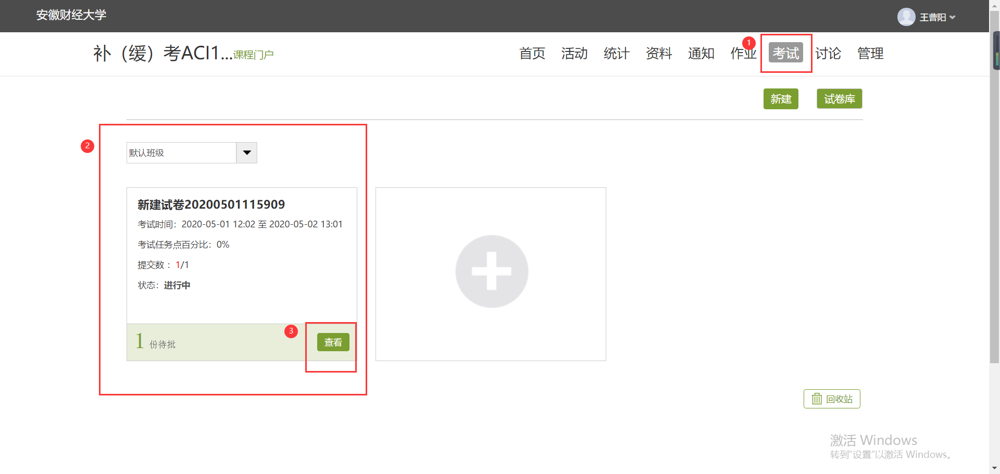 安徽财经大学
王曹阳
补（缓）考ACI1...课程门户
首页 活动 统计 资料 通知 作业 考试 讨论 管理
1
新建 试卷库
2
默认班级
新建试卷20200501115909
考试时间：2020-05-01 12:02 至 2020-05-02 13:01
考试任务点百分比：0%
提交数 ：1/1
状态：进行中
1 份待批
3
查看
回收站
激活 Windows
转到“设置”以激活 Windows。